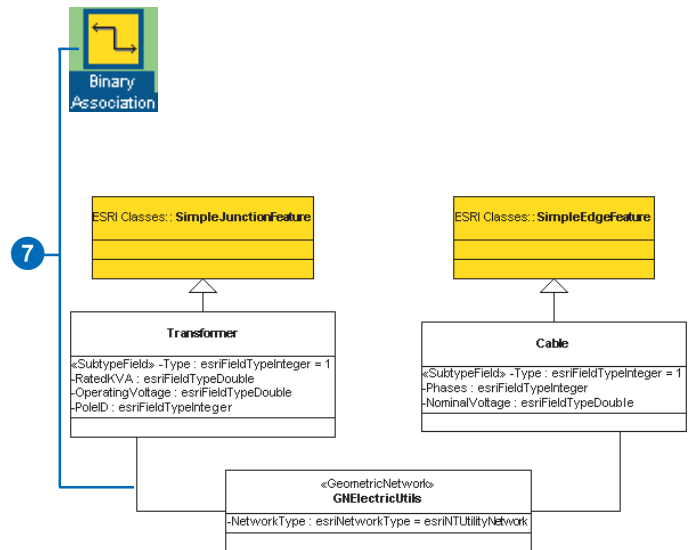 Binary
Association
7
ESRI Classes:: SimpleJunctionFeature
ESRI Classes:: SimpleEdgeFeature
Transformer
«SubtypeField» -Type : esriFieldTypeInteger = 1
-RatedKVA : esriFieldTypeDouble
-OperatingVoltage : esriFieldTypeDouble
-PoleID : esriFieldTypeInteger
Cable
«SubtypeField» -Type : esriFieldTypeInteger = 1
-Phases : esriFieldTypeInteger
-NominalVoltage : esriFieldTypeDouble
«GeometricNetwork»
GNElectricUtils
-NetworkType : esriNetworkType = esriNTUtilityNetwork